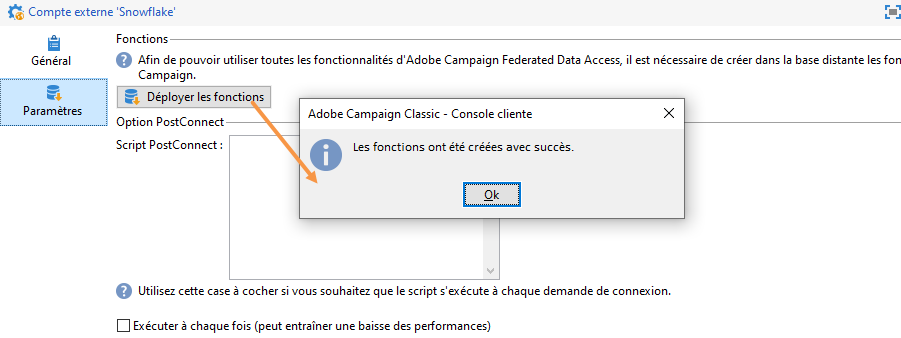 Compte externe 'Snowflake'
Général
Paramètres
Fonctions
Afin de pouvoir utiliser toutes les fonctionnalités d'Adobe Campaign Federated Data Access, il est nécessaire de créer dans la base distante les fon
Campaign.
Déployer les fonctions
Option PostConnect
Script PostConnect :
Adobe Campaign Classic - Console cliente
Les fonctions ont été créées avec succès.
Ok
Utilisez cette case à cocher si vous souhaitez que le script s'exécute à chaque demande de connexion.
Exécuter à chaque fois (peut entraîner une baisse des performances)